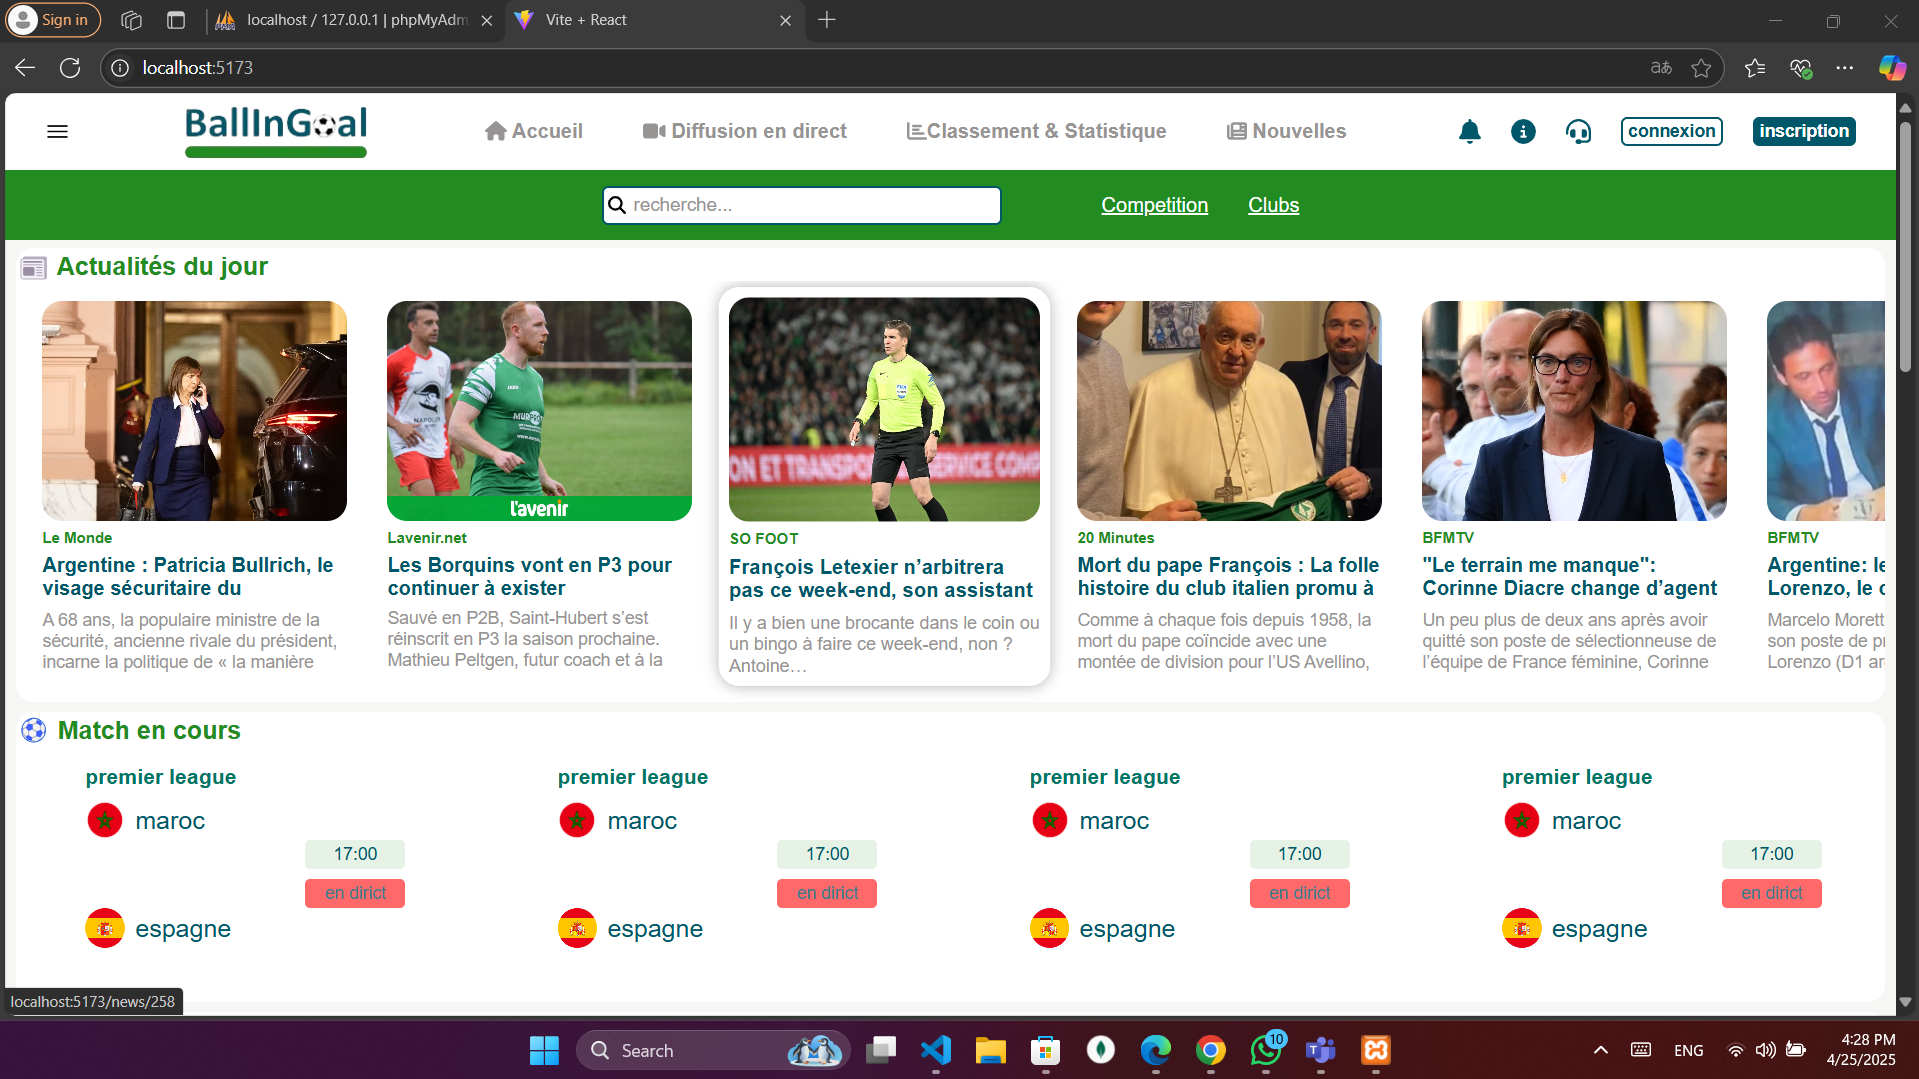 Sign in
localhost / 127.0.0.1 | phpMyAdm
Vite + React
localhost:5173
BallInGoal
Accueil
Diffusion en direct
Classement & Statistique
Nouvelles
connexion
inscription
recherche...
Competition
Clubs
Actualités du jour
l'avenir
Le Monde
Argentine : Patricia Bullrich, le
visage sécuritaire du
A 68 ans, la populaire ministre de la
sécurité, ancienne rivale du président,
incarne la politique de « la manière
Lavenir.net
Les Borquins vont en P3 pour
continuer à exister
Sauvé en P2B, Saint-Hubert s’est
réinscrit en P3 la saison prochaine.
Mathieu Peltgen, futur coach et à la
ON ET TRANSPO
SERVICE COMP
SO FOOT
François Letexier n’arbitrera
pas ce week-end, son assistant
Il y a bien une brocante dans le coin ou
un bingo à faire ce week-end, non ?
Antoine…
20 Minutes
Mort du pape François : La folle
histoire du club italien promu à
Comme à chaque fois depuis 1958, la
mort du pape coïncide avec une
montée de division pour l’US Avellino,
BFMTV
"Le terrain me manque":
Corinne Diacre change d’agent
Un peu plus de deux ans après avoir
quitté son poste de sélectionneuse de
l’équipe de France féminine, Corinne
BFMTV
Argentine: le
Lorenzo, le c
Marcelo Morett
son poste de pr
Lorenzo (D1 ar
Match en cours
premier league
maroc
17:00
en dirict
espagne
premier league
maroc
17:00
en dirict
espagne
premier league
maroc
17:00
en dirict
espagne
premier league
maroc
17:00
en dirict
espagne
localhost:5173/news/258
Search
10
ENG
4:28 PM
4/25/2025